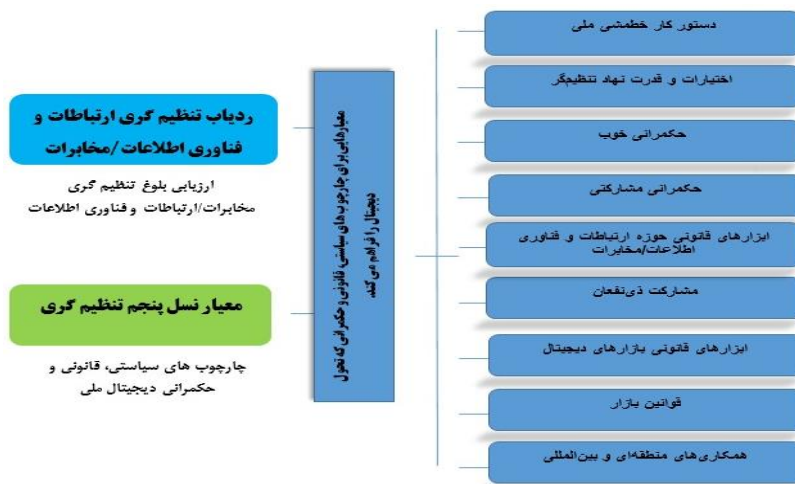 دستور کار خط‌مشی ملی
اختیارات و قدرت نهاد تنظیم‌گر
حکمرانی خوب
حکمرانی مشارکتی
ابزارهای قانونی حوزه ارتباطات و فناوری
اطلاعات/مخابرات
مشارکت ذی‌نفعان
ابزارهای قانونی بازارهای دیجیتال
قوانین بازار
همکاری‌های منطقه‌ای و بین‌المللی
معیارهایی برای چارچوب‌های سیاستی، قانونی و حکمرانی که تحول
دیجیتال را فراهم می‌کند.
ردیاب تنظیم گری ارتباطات و
فناوری اطلاعات /مخابرات
ارزیابی بلوغ تنظیم گری
مخابرات/ارتباطات و فناوری اطلاعات
معیار نسل پنجم تنظیم گری
چارچوب های سیاستی، قانونی و
حکمرانی دیجیتال ملی